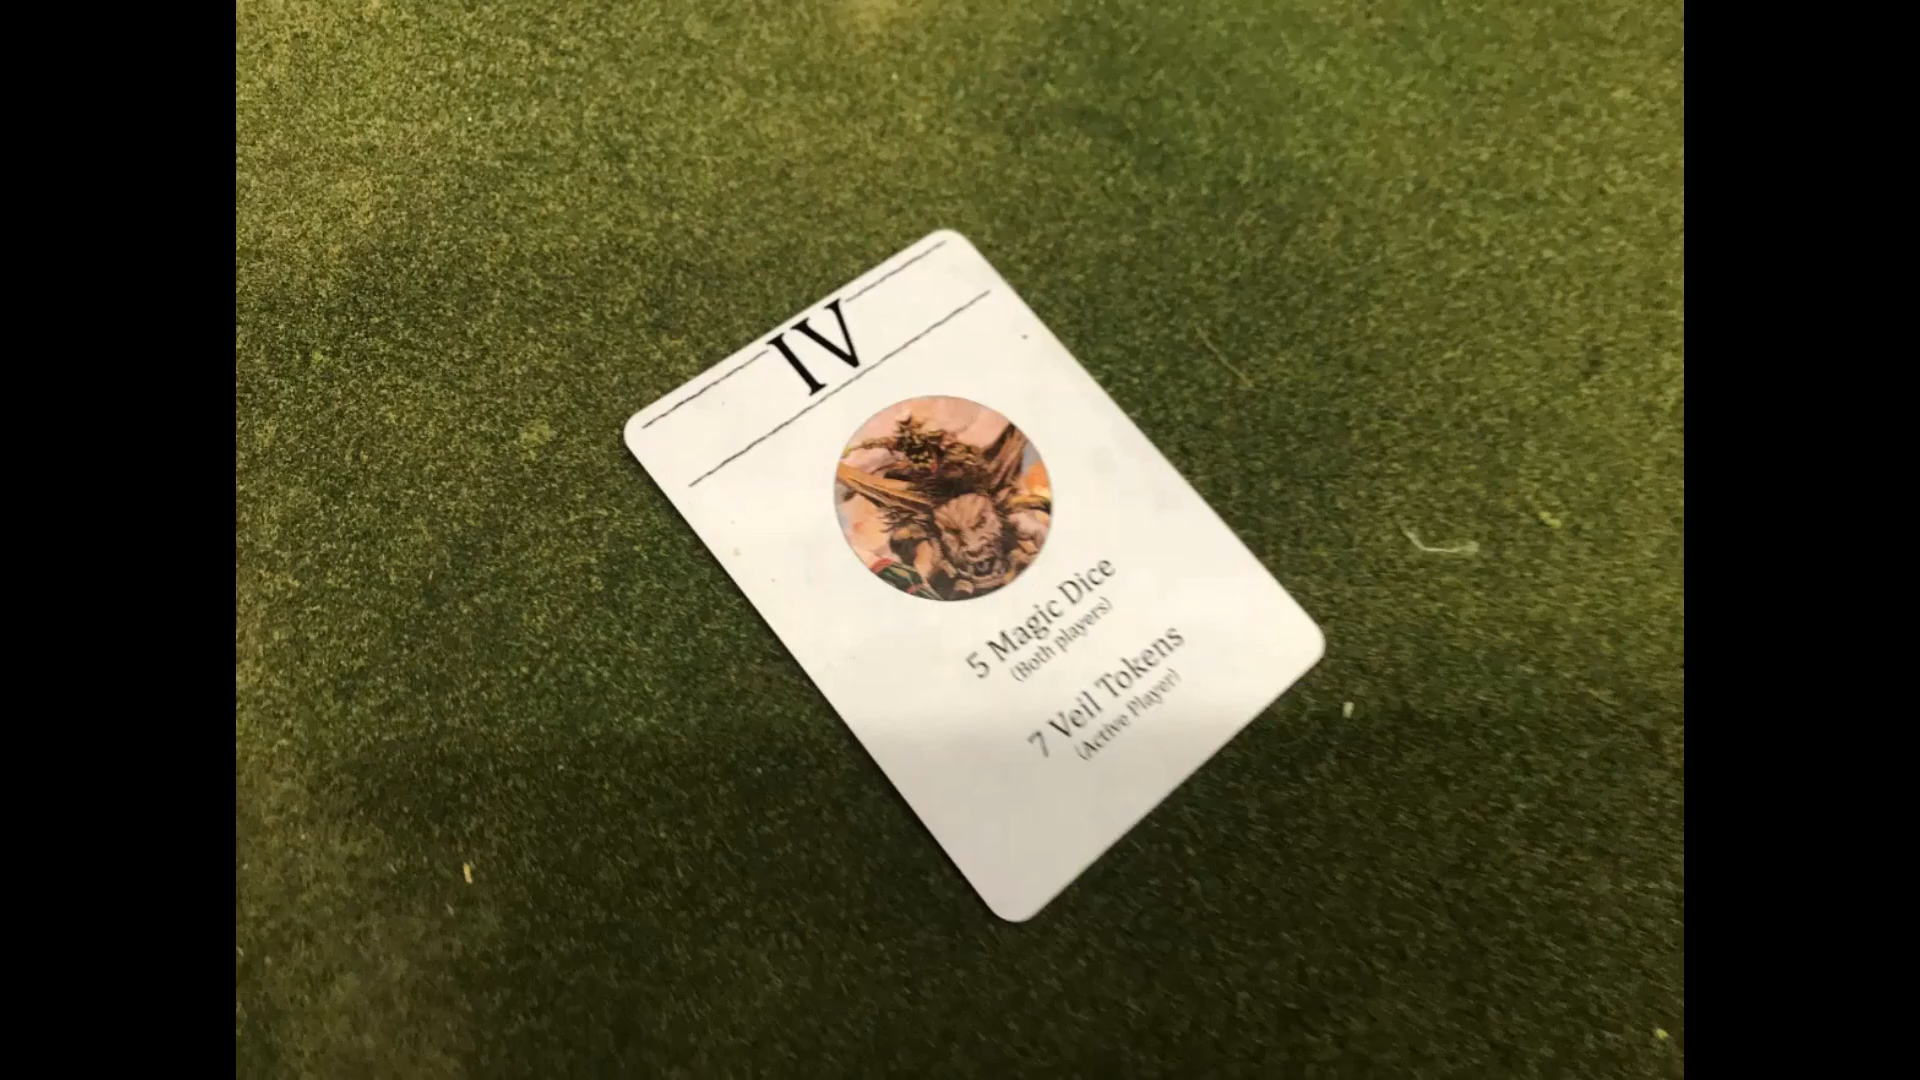 IV
5 Magic Dice
(Both players)
7 Veil Tokens
(Active Player)